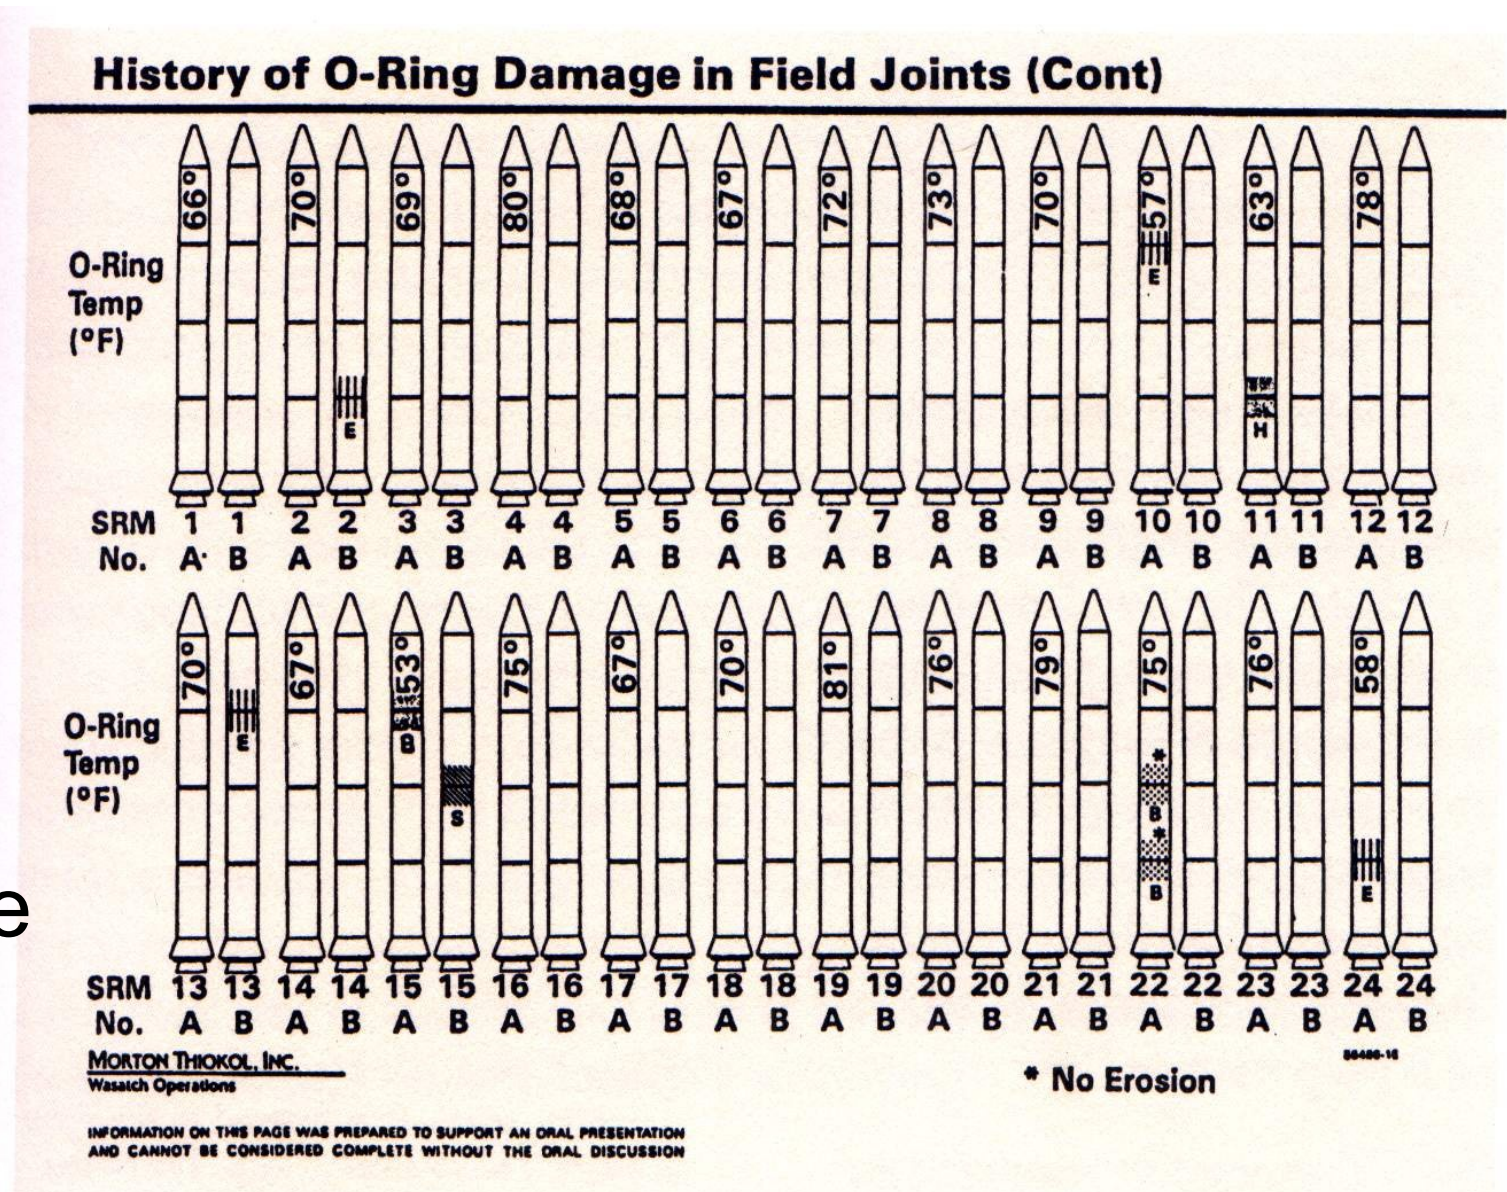 History of O-Ring Damage in Field Joints (Cont)
66° 70° 69° 80° 68° 67° 72° 73° 70° 57° 63° 78°
O-Ring
Temp
(°F)
E
E
H
SRM 1 1 2 2 3 3 4 4 5 5 6 6 7 7 8 8 9 9 10 10 11 11 12 12
No. A B A B A B A B A B A B A B A B A B A B A B A B
70° 67° 53° 75° 67° 70° 81° 76° 79° 75° 76° 58°
O-Ring
Temp
(°F)
E B
*
S B
*
B E
SRM 13 13 14 14 15 15 16 16 17 17 18 18 19 19 20 20 21 21 22 22 23 23 24 24
No. A B A B A B A B A B A B A B A B A B A B A B A B
e
MORTON THIOKOL, INC.
Wasatch Operations
* No Erosion
INFORMATION ON THIS PAGE WAS PREPARED TO SUPPORT AN ORAL PRESENTATION
AND CANNOT BE CONSIDERED COMPLETE WITHOUT THE ORAL DISCUSSION